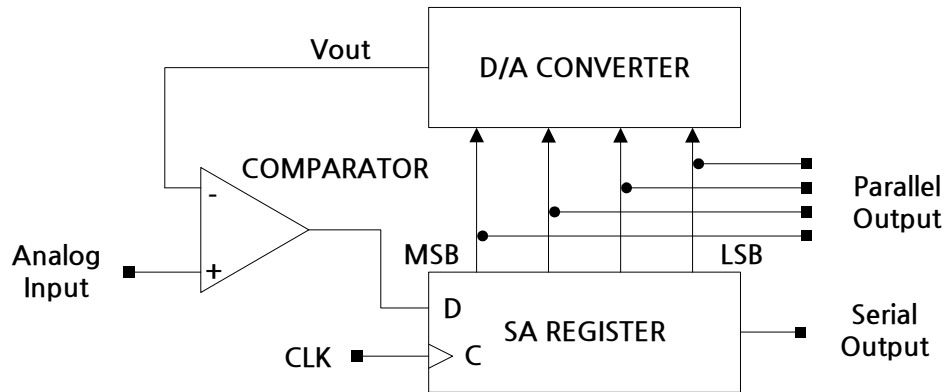 Vout
D/A CONVERTER
COMPARATOR
-
+
Analog
Input
MSB
LSB
Parallel
Output
D
SA REGISTER
CLK
C
Serial
Output